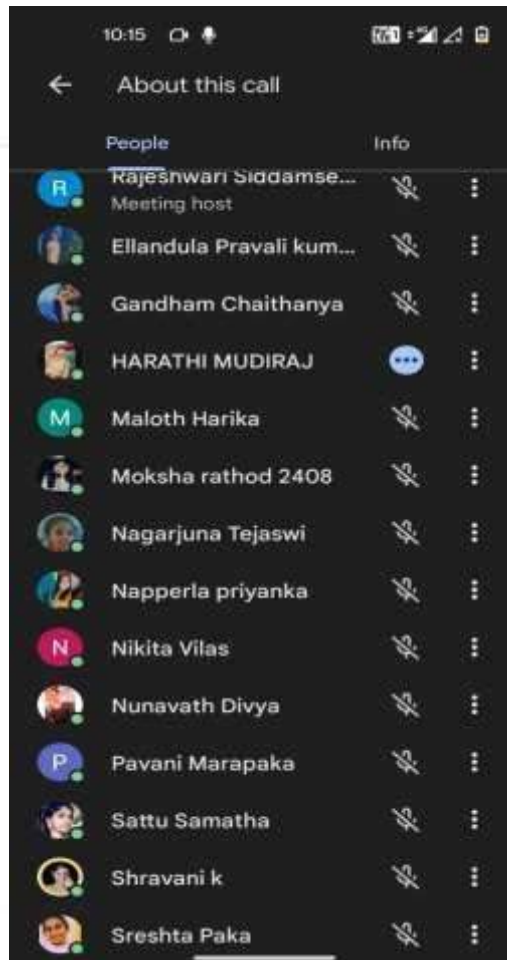 10:15
About this call
People Info
R Rajeshwari Siddamse...
Meeting host
Ellandula Pravali kum...
Gandham Chaithanya
HARATHI MUDIRAJ
M Maloth Harika
Moksha rathod 2408
Nagarjuna Tejaswi
Napperla priyanka
N Nikita Vilas
Nunavath Divya
P Pavani Marapaka
Sattu Samatha
Shravani k
Sreshta Paka